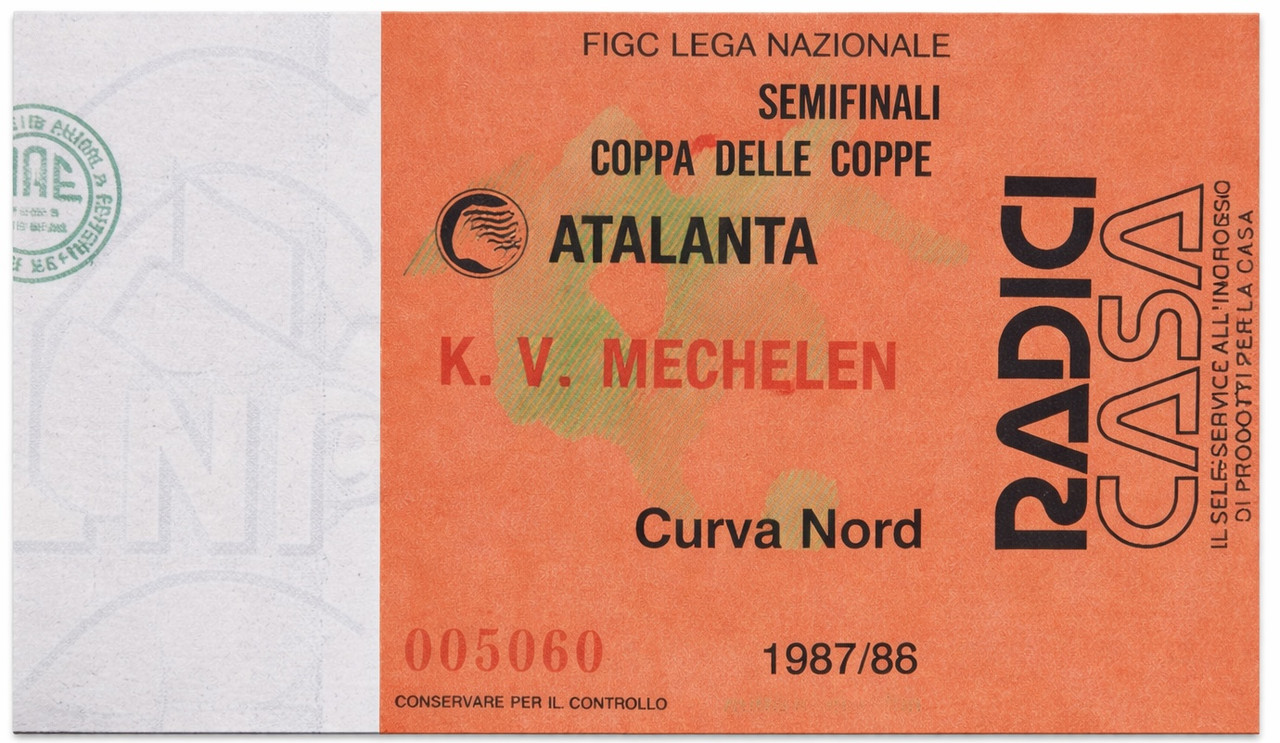 FIGC LEGA NAZIONALE
SEMIFINALI
COPPA DELLE COPPE
ATALANTA
K. V. MECHELEN
Curva Nord
005060
1987/86
CONSERVARE PER IL. CONTROLLO
RADICI
CASA
IL SELF-SERVICE ALL'INGROSSO
DI PRODOTTI PER LA CASA